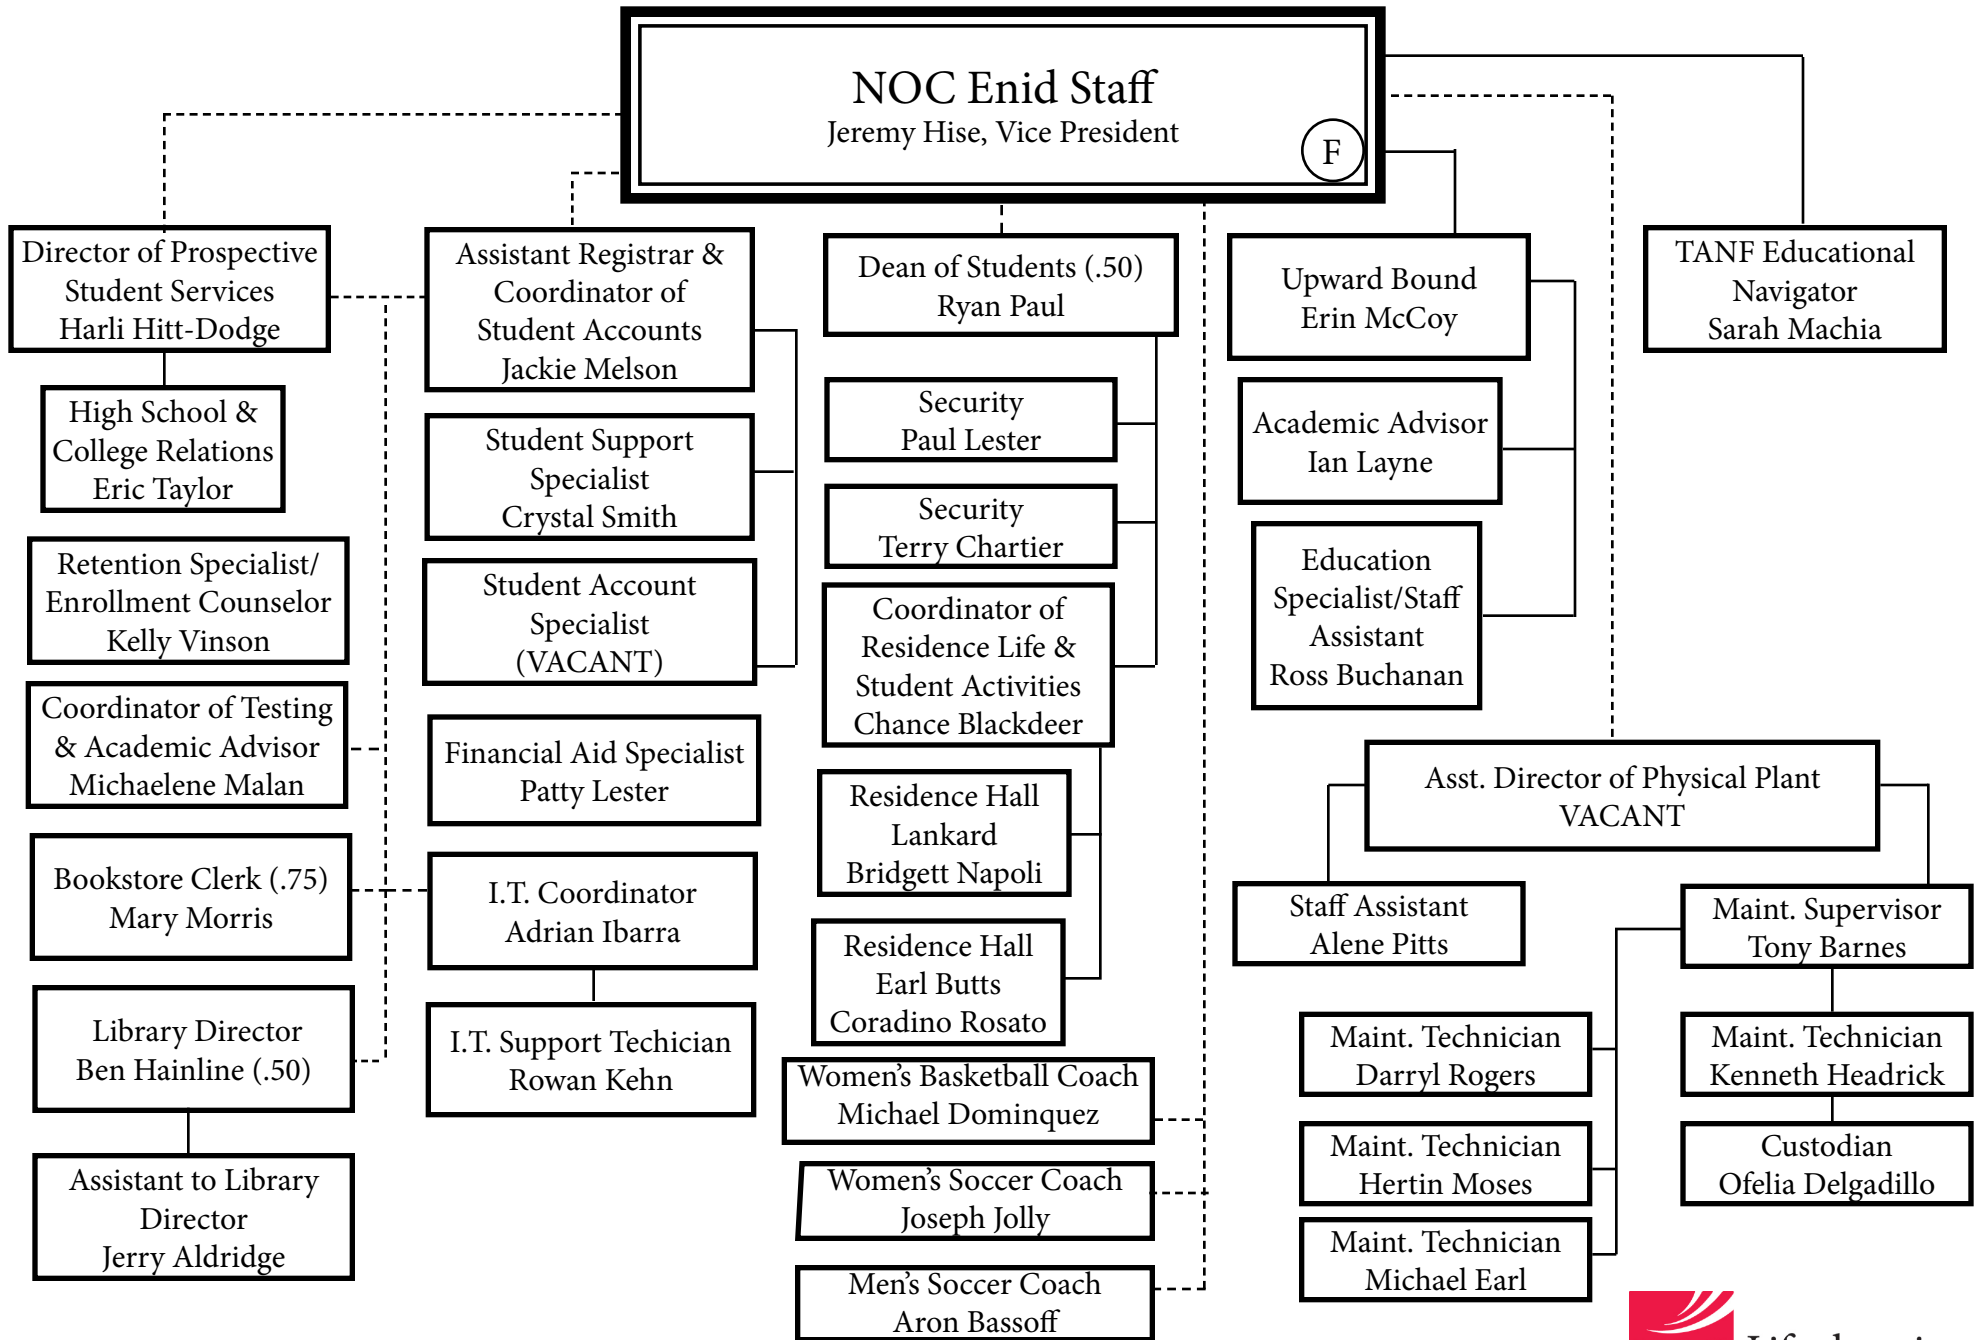 NOC Enid Staff
Jeremy Hise, Vice President
F
Director of Prospective
Student Services
Harli Hitt-Dodge
High School &
College Relations
Eric Taylor
Retention Specialist/
Enrollment Counselor
Kelly Vinson
Coordinator of Testing
& Academic Advisor
Michaelene Malan
Bookstore Clerk (.75)
Mary Morris
Library Director
Ben Hainline (.50)
Assistant to Library
Director
Jerry Aldridge
Assistant Registrar &
Coordinator of
Student Accounts
Jackie Melson
Student Support
Specialist
Crystal Smith
Student Account
Specialist
(VACANT)
Financial Aid Specialist
Patty Lester
I.T. Coordinator
Adrian Ibarra
I.T. Support Techician
Rowan Kehn
Dean of Students (.50)
Ryan Paul
Security
Paul Lester
Security
Terry Chartier
Coordinator of
Residence Life &
Student Activities
Chance Blackdeer
Residence Hall
Lankard
Bridgett Napoli
Residence Hall
Earl Butts
Coradino Rosato
Women's Basketball Coach
Michael Dominquez
Women's Soccer Coach
Joseph Jolly
Men's Soccer Coach
Aron Bassoff
Upward Bound
Erin McCoy
Academic Advisor
Ian Layne
Education
Specialist/Staff
Assistant
Ross Buchanan
TANF Educational
Navigator
Sarah Machia
Asst. Director of Physical Plant
VACANT
Staff Assistant
Alene Pitts
Maint. Supervisor
Tony Barnes
Maint. Technician
Darryl Rogers
Maint. Technician
Hertin Moses
Maint. Technician
Michael Earl
Maint. Technician
Kenneth Headrick
Custodian
Ofelia Delgadillo